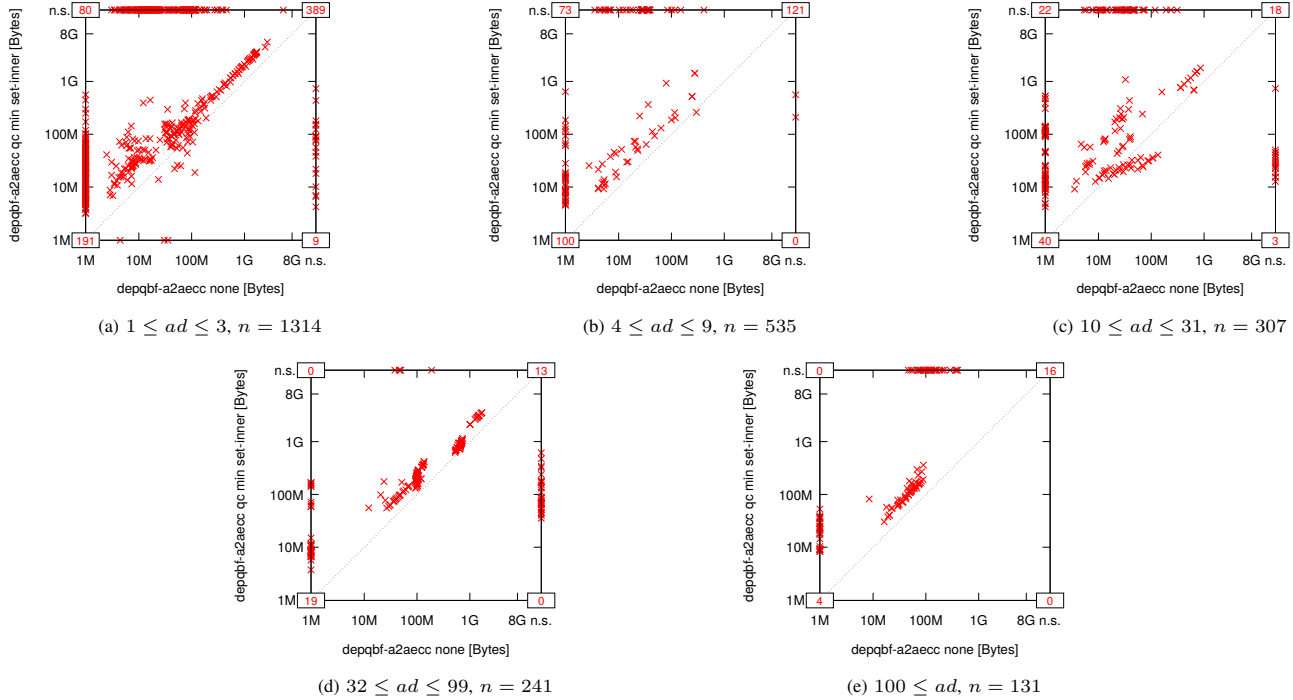 depqbf-a2aecc qc min set-inner [Bytes]
n.s.
8G
1G
100M
10M
1M
80
389
191
9
1M
10M
100M
1G
8G n.s.
depqbf-a2aecc none [Bytes]
(a) 1 ≤ ad ≤ 3, n = 1314
depqbf-a2aecc qc min set-inner [Bytes]
n.s.
8G
1G
100M
10M
1M
73
121
100
0
1M
10M
100M
1G
8G n.s.
depqbf-a2aecc none [Bytes]
(b) 4 ≤ ad ≤ 9, n = 535
depqbf-a2aecc qc min set-inner [Bytes]
n.s.
8G
1G
100M
10M
1M
22
18
40
3
1M
10M
100M
1G
8G n.s.
depqbf-a2aecc none [Bytes]
(c) 10 ≤ ad ≤ 31, n = 307
depqbf-a2aecc qc min set-inner [Bytes]
n.s.
8G
1G
100M
10M
1M
0
13
19
0
1M
10M
100M
1G
8G n.s.
depqbf-a2aecc none [Bytes]
(d) 32 ≤ ad ≤ 99, n = 241
depqbf-a2aecc qc min set-inner [Bytes]
n.s.
8G
1G
100M
10M
1M
0
16
4
0
1M
10M
100M
1G
8G n.s.
depqbf-a2aecc none [Bytes]
(e) 100 ≤ ad, n = 131